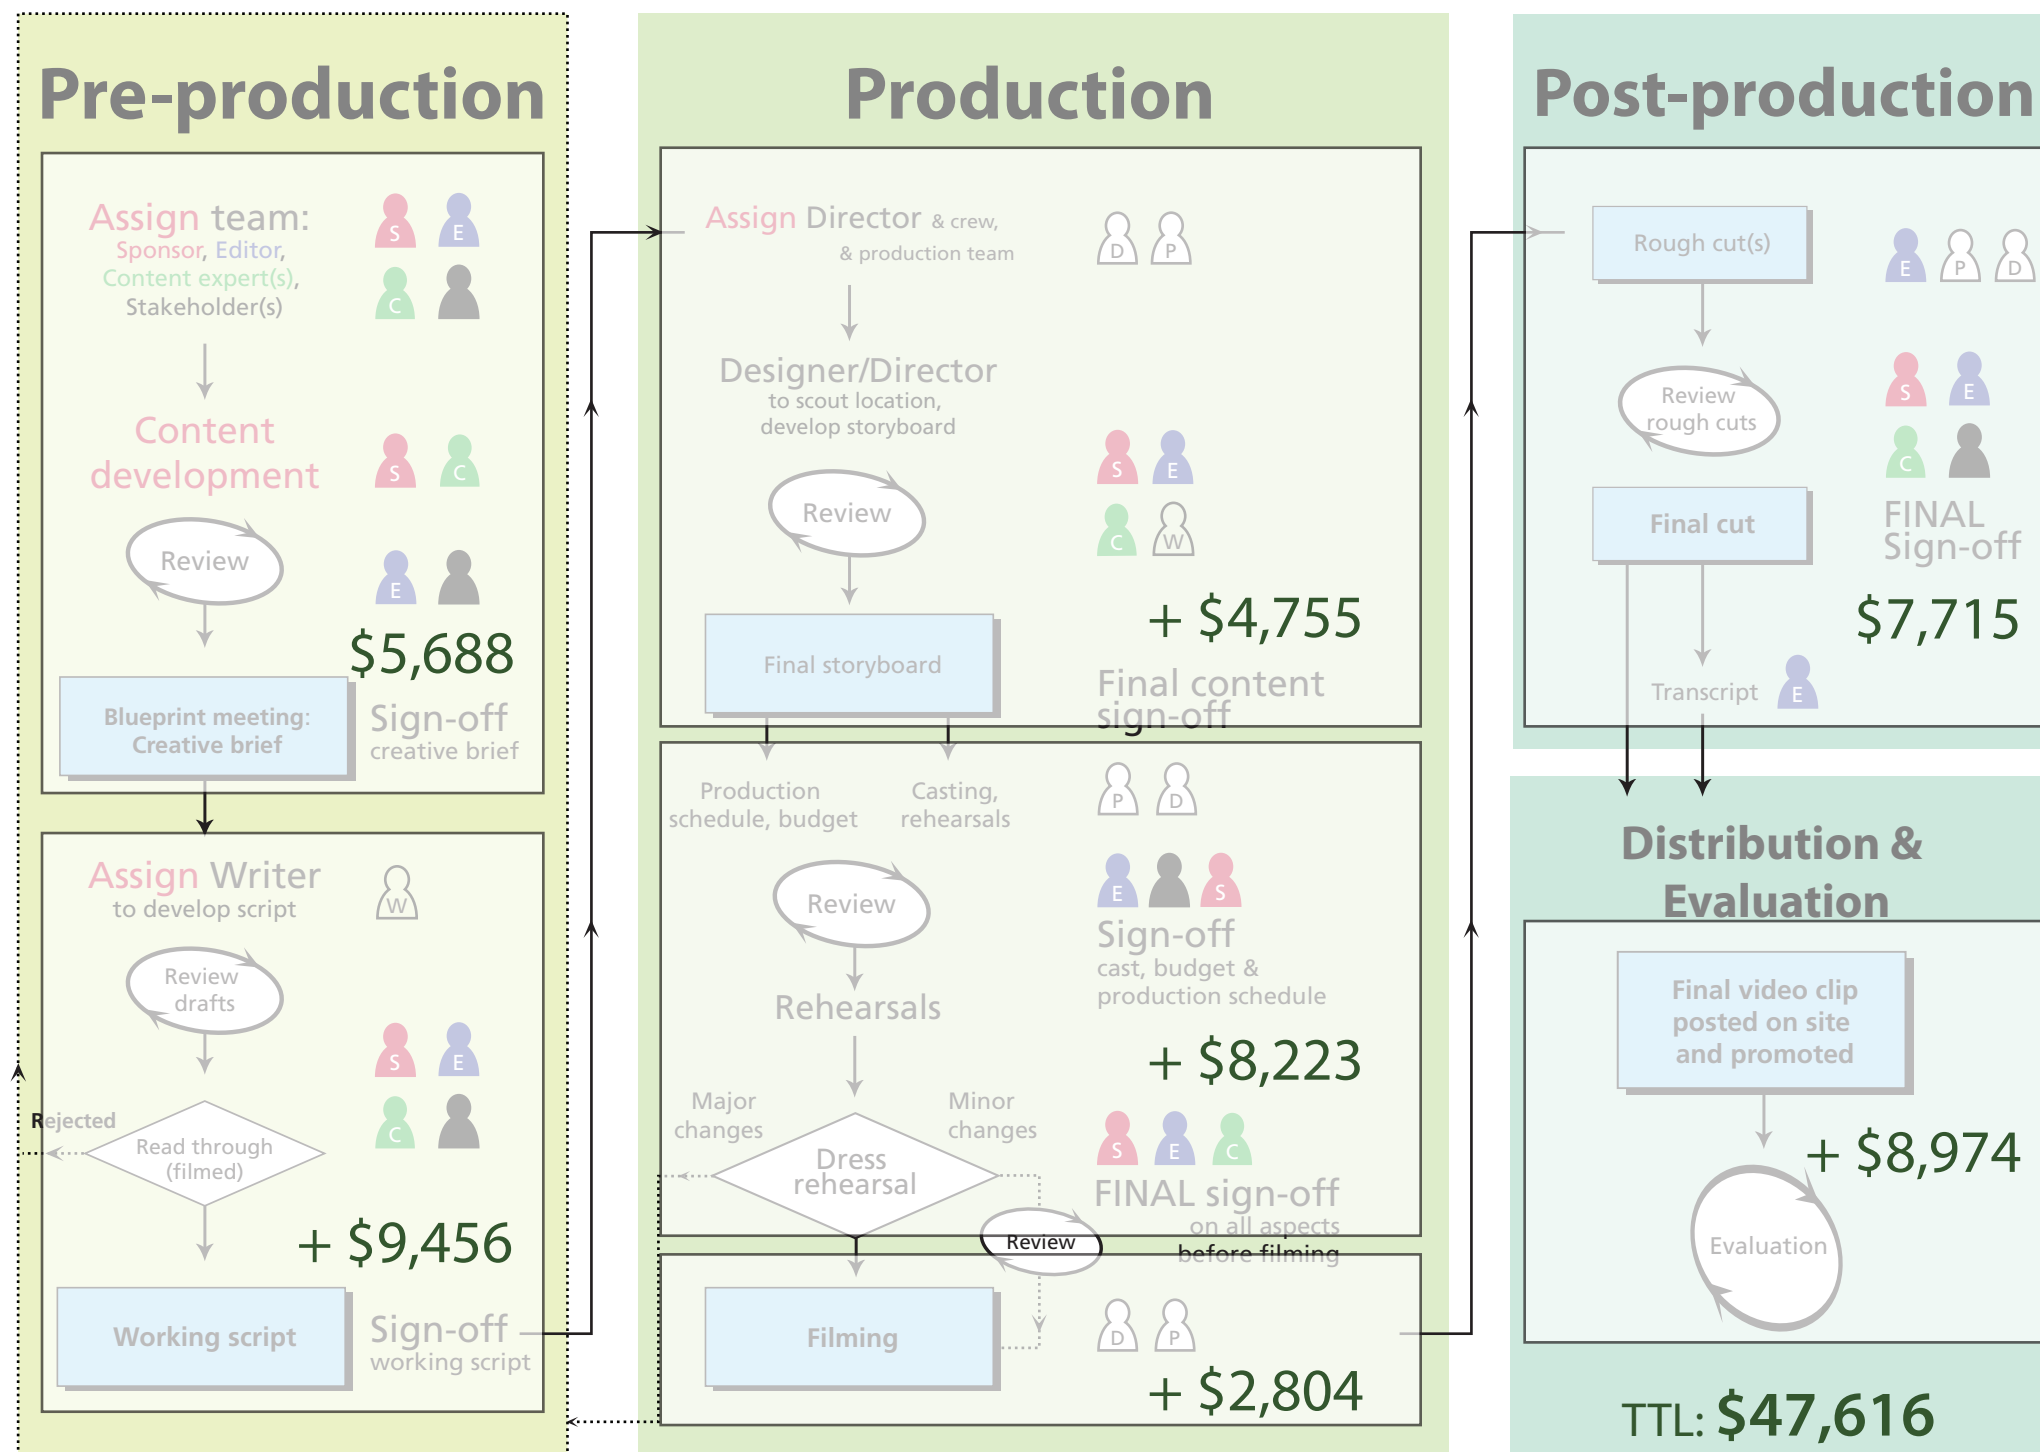 Pre-production
Assign team:
Sponsor, Editor,
Content expert(s),
Stakeholder(s)
S
E
C
Content
development
S
C
Review
E
$5,688
Blueprint meeting:
Creative brief
Sign-off
creative brief
Assign Writer
to develop script
W
Review
drafts
S
E
C
Rejected
Read through
(filmed)
+ $9,456
Working script
Sign-off
working script
Production
Assign Director & crew,
& production team
D
P
Designer/Director
to scout location,
develop storyboard
S
E
Review
C
W
+ $4,755
Final storyboard
Final content
sign-off
Production
schedule, budget
Casting,
rehearsals
P
D
Review
E
S
Sign-off
cast, budget &
production schedule
Rehearsals
+ $8,223
Major
changes
Minor
changes
Dress
rehearsal
S
E
C
FINAL sign-off
on all aspects
before filming
Review
Filming
D
P
+ $2,804
Post-production
Rough cut(s)
E
P
D
Review
rough cuts
S
E
C
Final cut
FINAL
Sign-off
$7,715
Transcript
E
Distribution &
Evaluation
Final video clip
posted on site
and promoted
+ $8,974
Evaluation
TTL: $47,616